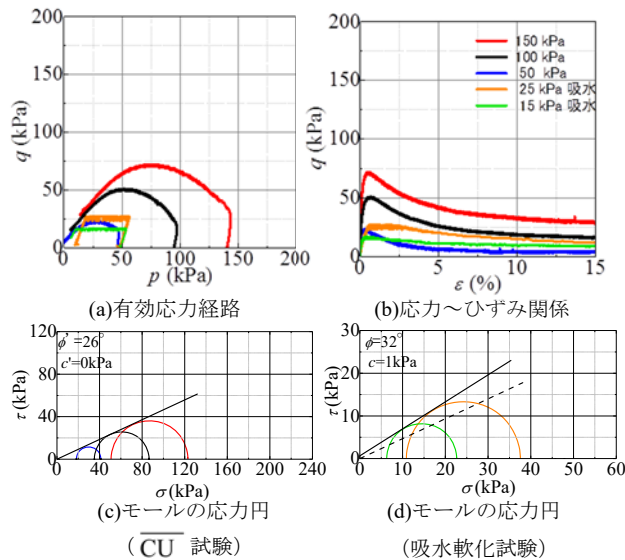 200
150
100
50
0
q (kPa)
0 50 100 150 200
p (kPa)
(a)有効応力経路
200
150
100
50
0
q (kPa)
150 kPa
100 kPa
50 kPa
25 kPa 吸水
15 kPa 吸水
0 5 10 15
ε (%)
(b)応力~ひずみ関係
120
80
40
0
τ(kPa)
ϕ'=26°
c'=0kPa
0 40 80 120 160 200 240
σ(kPa)
(c)モールの応力円
( CU 試験)
30
20
10
0
τ(kPa)
ϕ=32°
c=1kPa
0 10 20 30 40 50 60
σ(kPa)
(d)モールの応力円
(吸水軟化試験)